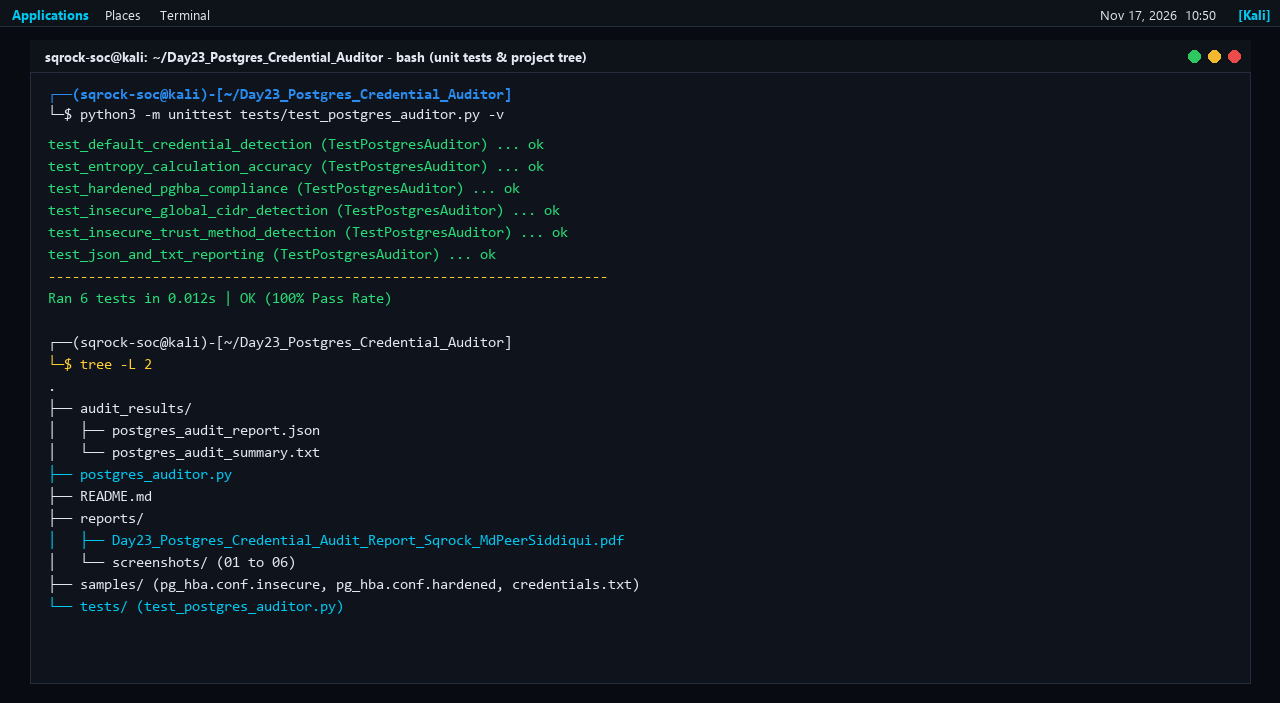 Applications Places Terminal Nov 17, 2026 10:50 [Kali]
sqrock-soc@kali: ~/Day23_Postgres_Credential_Auditor - bash (unit tests & project tree)
┌──(sqrock-soc@kali)-[~/Day23_Postgres_Credential_Auditor]
└─$ python3 -m unittest tests/test_postgres_auditor.py -v
test_default_credential_detection (TestPostgresAuditor) ... ok
test_entropy_calculation_accuracy (TestPostgresAuditor) ... ok
test_hardened_pghba_compliance (TestPostgresAuditor) ... ok
test_insecure_global_cidr_detection (TestPostgresAuditor) ... ok
test_insecure_trust_method_detection (TestPostgresAuditor) ... ok
test_json_and_txt_reporting (TestPostgresAuditor) ... ok
----------------------------------------------------------------------
Ran 6 tests in 0.012s | OK (100% Pass Rate)
┌──(sqrock-soc@kali)-[~/Day23_Postgres_Credential_Auditor]
└─$ tree -L 2
.
├── audit_results/
│   ├── postgres_audit_report.json
│   └── postgres_audit_summary.txt
├── postgres_auditor.py
├── README.md
├── reports/
│   ├── Day23_Postgres_Credential_Audit_Report_Sqrock_MdPeerSiddiqui.pdf
│   └── screenshots/ (01 to 06)
├── samples/ (pg_hba.conf.insecure, pg_hba.conf.hardened, credentials.txt)
└── tests/ (test_postgres_auditor.py)